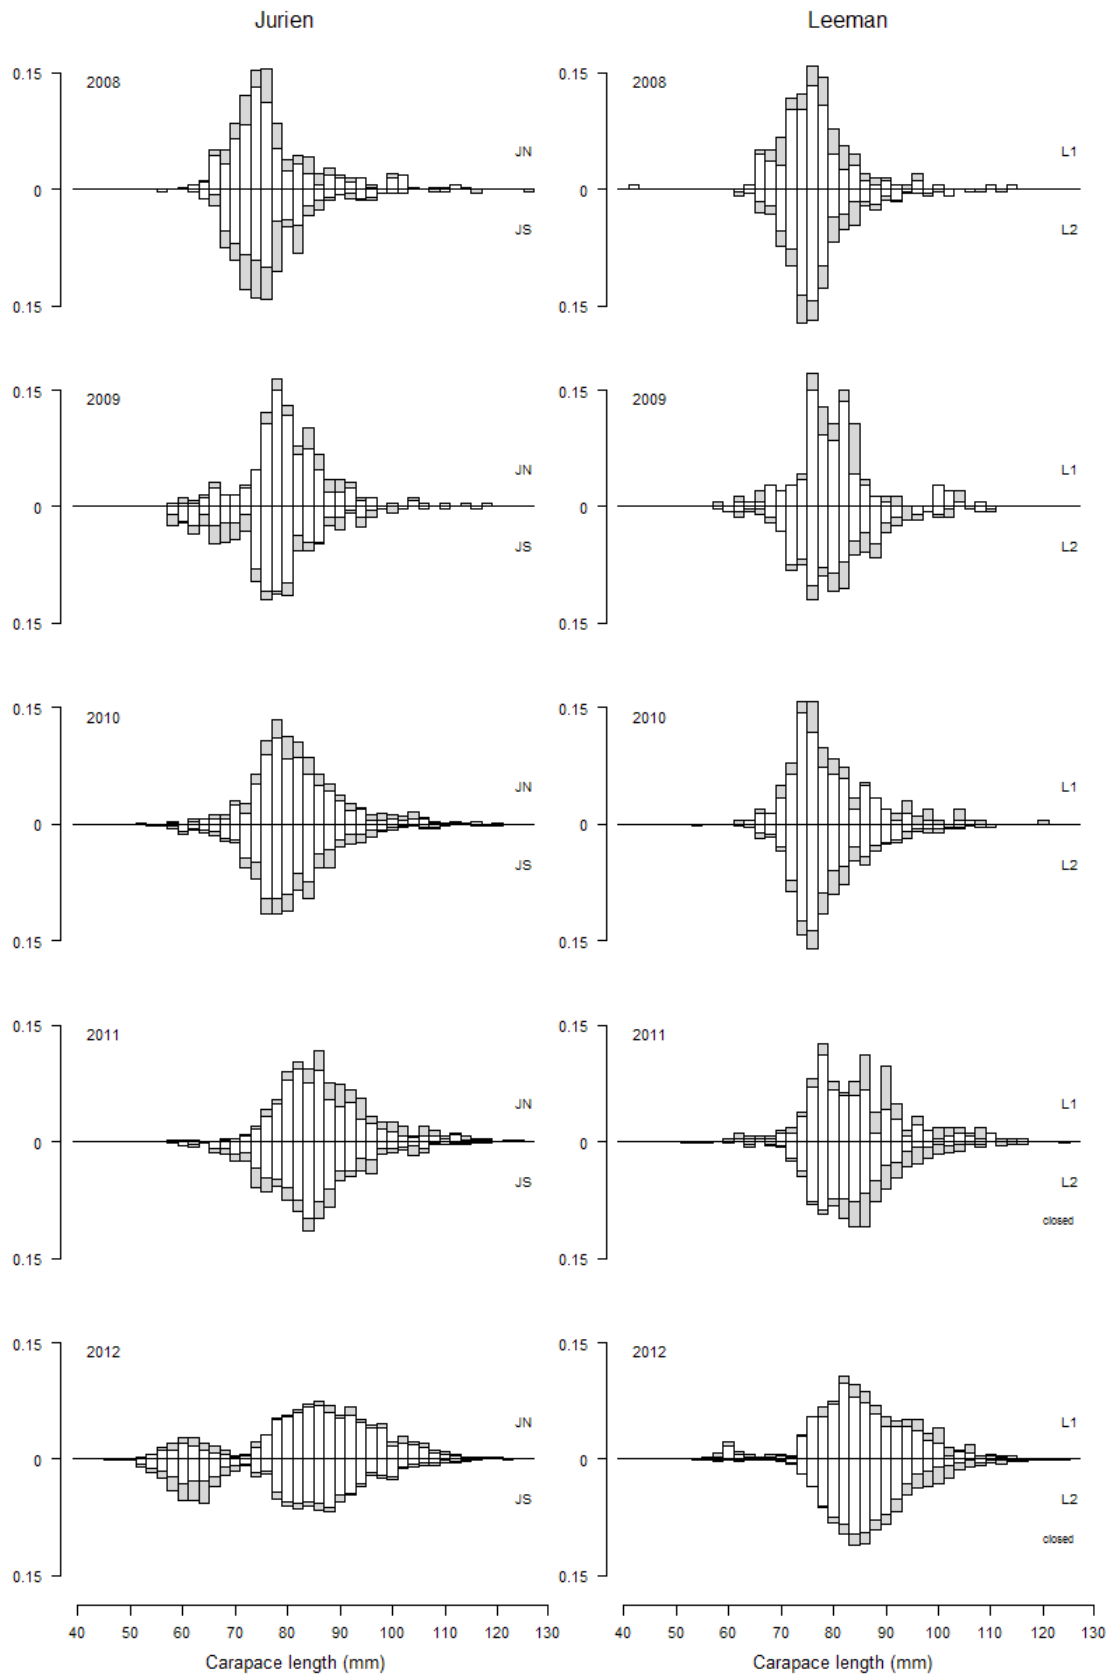 Jurien Leeman
0.15 2008 0.15 2008
JN L1
0 0
JS L2
0.15 0.15
0.15 2009 0.15 2009
JN L1
0 0
JS L2
0.15 0.15
0.15 2010 0.15 2010
JN L1
0 0
JS L2
0.15 0.15
0.15 2011 0.15 2011
JN L1
0 0
JS L2
closed
0.15 0.15
0.15 2012 0.15 2012
JN L1
0 0
JS L2
closed
0.15 0.15
40 50 60 70 80 90 100 110 120 130 40 50 60 70 80 90 100 110 120 130
Carapace length (mm) Carapace length (mm)